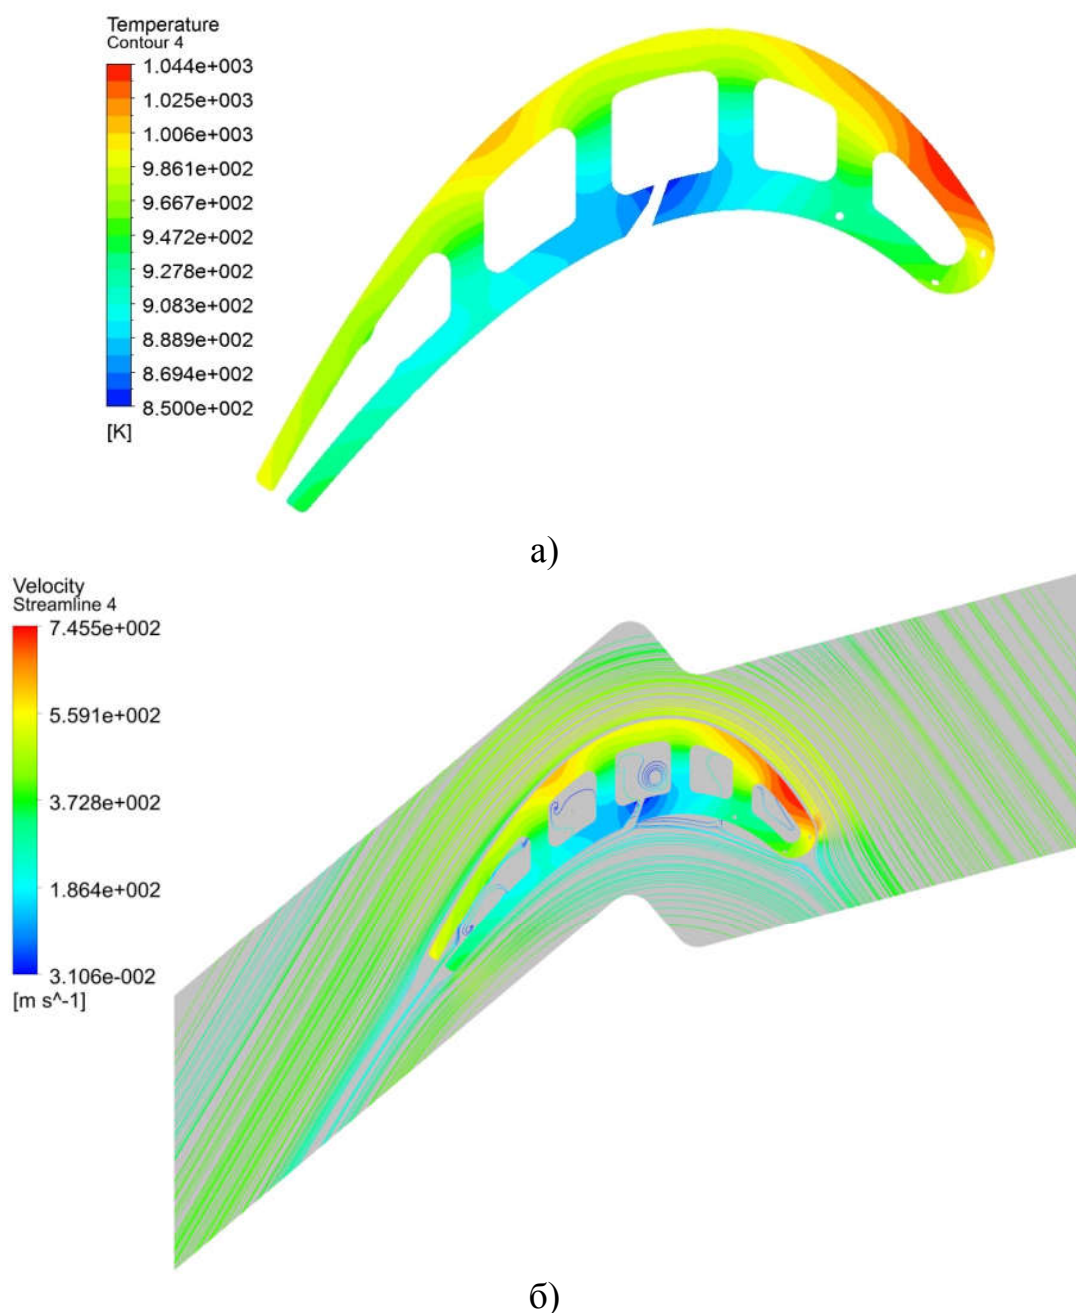 Temperature
Contour 4
1.044e+003
1.025e+003
1.006e+003
9.861e+002
9.667e+002
9.472e+002
9.278e+002
9.083e+002
8.889e+002
8.694e+002
8.500e+002
[K]
а)
Velocity
Streamline 4
7.455e+002
5.591e+002
3.728e+002
1.864e+002
3.106e-002
[m s^-1]
б)